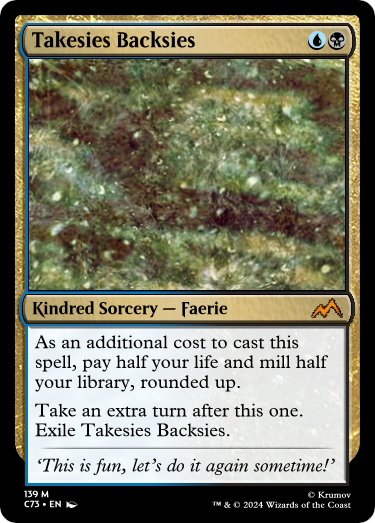 Takesies Backsies
Kindred Sorcery — Faerie
As an additional cost to cast this
spell, pay half your life and mill half
your library, rounded up.
Take an extra turn after this one.
Exile Takesies Backsies.
‘This is fun, let’s do it again sometime!’
139 M
C73 • EN
© Krumov
™ & © 2024 Wizards of the Coast